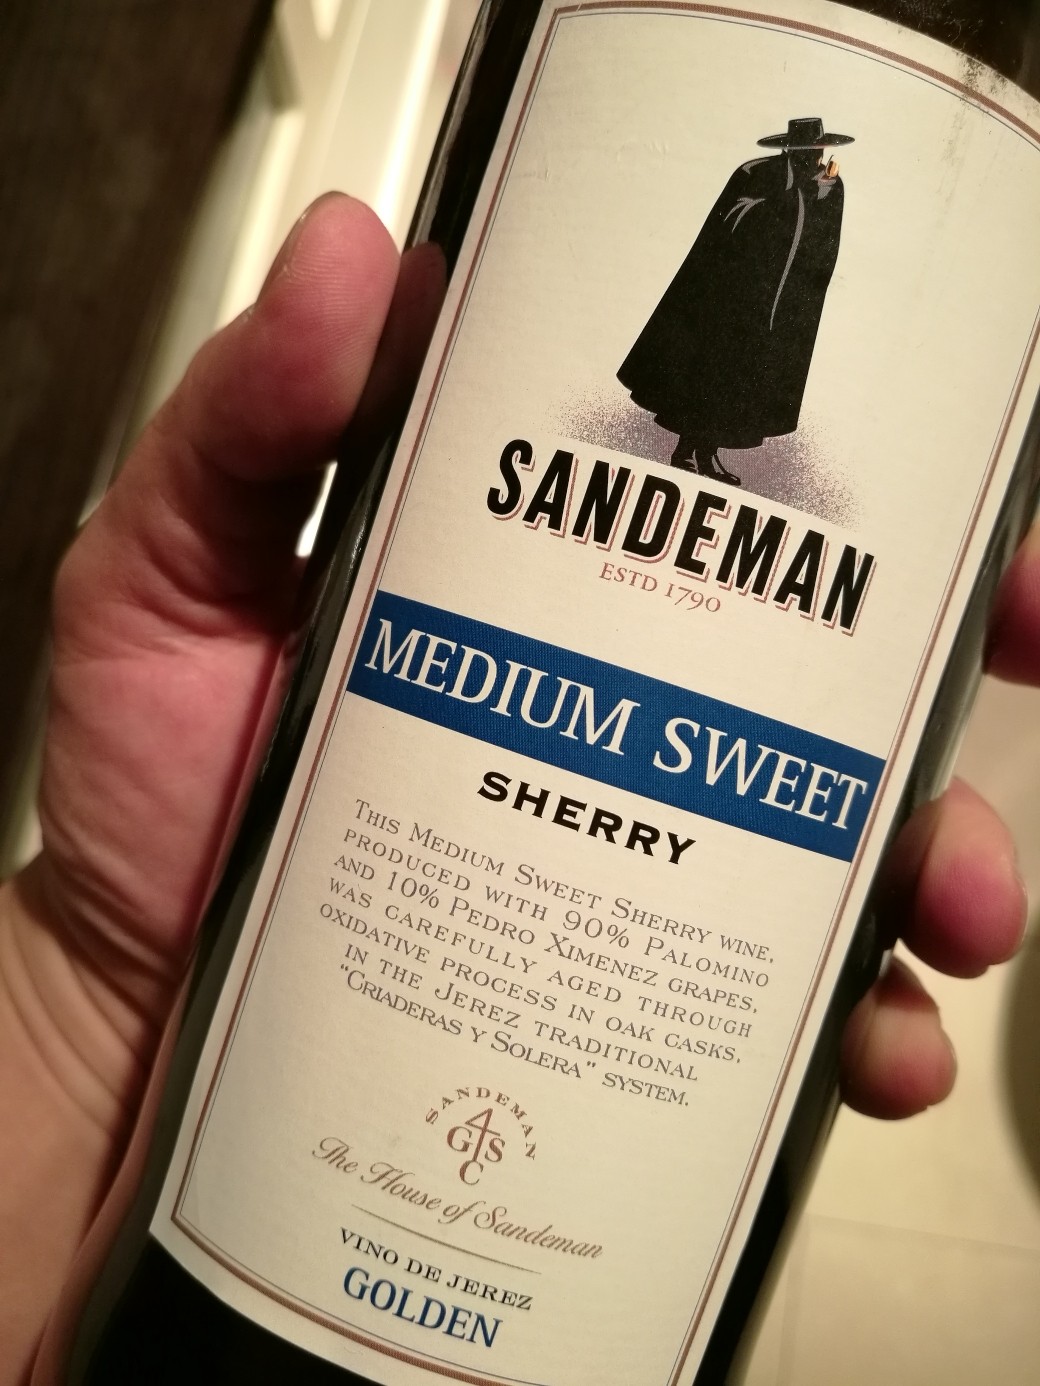 SANDEMAN
ESTD 1790
MEDIUM SWEET
SHERRY
THIS MEDIUM SWEET SHERRY WINE,
PRODUCED WITH 90% PALOMINO
AND 10% PEDRO XIMENEZ GRAPES,
WAS CAREFULLY AGED THROUGH
OXIDATIVE PROCESS IN OAK CASKS,
IN THE JEREZ TRADITIONAL
"CRIADERAS Y SOLERA" SYSTEM.
SANDEMAN
G S
C
The House of Sandeman
VINO DE JEREZ
GOLDEN